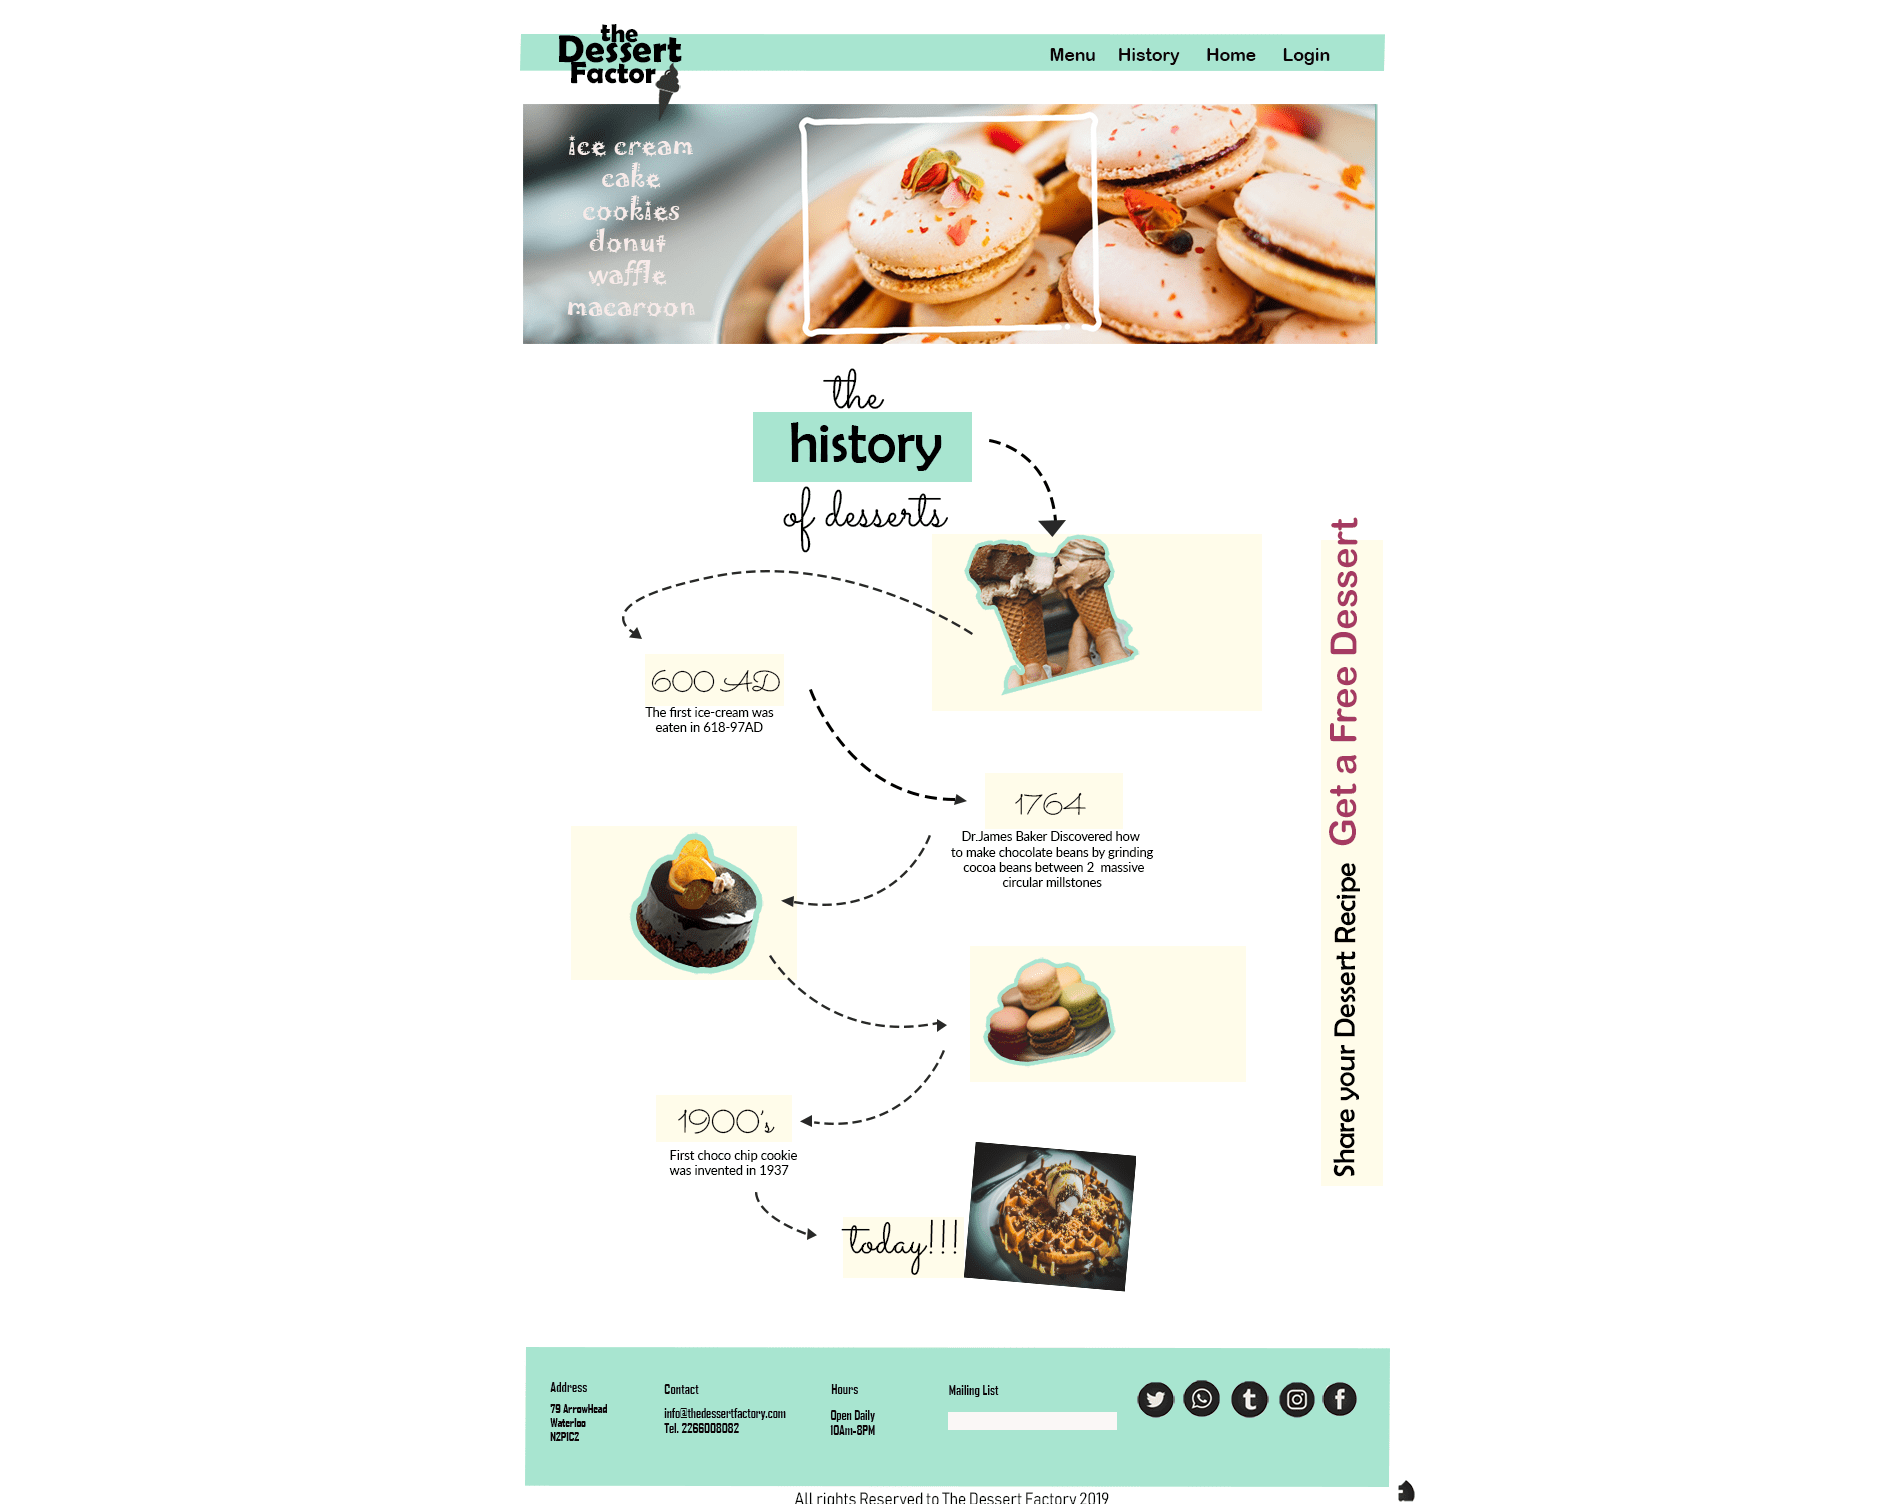 the
Dessert
Factor
Menu History Home Login
ice cream
cake
cookies
donut
waffle
macaroon
the
history
of desserts
600 AD
The first ice-cream was
eaten in 618-97AD
1764
Dr.James Baker Discovered how
to make chocolate beans by grinding
cocoa beans between 2 massive
circular millstones
1900's
First choco chip cookie
was invented in 1937
today!!!
Share your Dessert Recipe Get a Free Dessert
Address
79 ArrowHead
Waterloo
N2P1C2
Contact
info@thedessertfactory.com
Tel. 2266008082
Hours
Open Daily
10Am-8PM
Mailing List
All rights Reserved to The Dessert Factory 2019